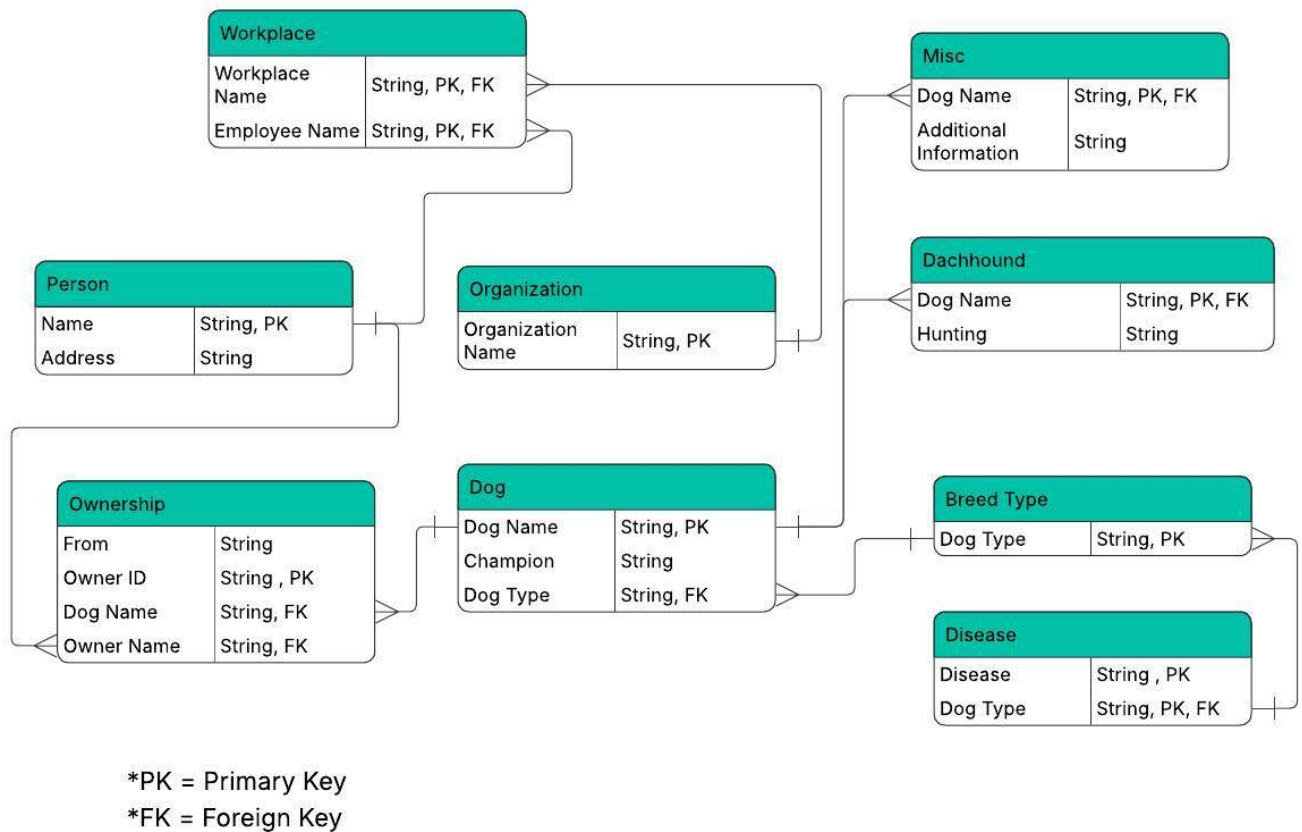 Workplace
Workplace
Name
String, PK, FK
Employee Name
String, PK, FK
Misc
Dog Name
String, PK, FK
Additional
Information
String
Person
Name
String, PK
Address
String
Organization
Organization
Name
String, PK
Dachhound
Dog Name
String, PK, FK
Hunting
String
Ownership
From
String
Owner ID
String , PK
Dog Name
String, FK
Owner Name
String, FK
Dog
Dog Name
String, PK
Champion
String
Dog Type
String, FK
Breed Type
Dog Type
String, PK
Disease
Disease
String , PK
Dog Type
String, PK, FK
*PK = Primary Key
*FK = Foreign Key